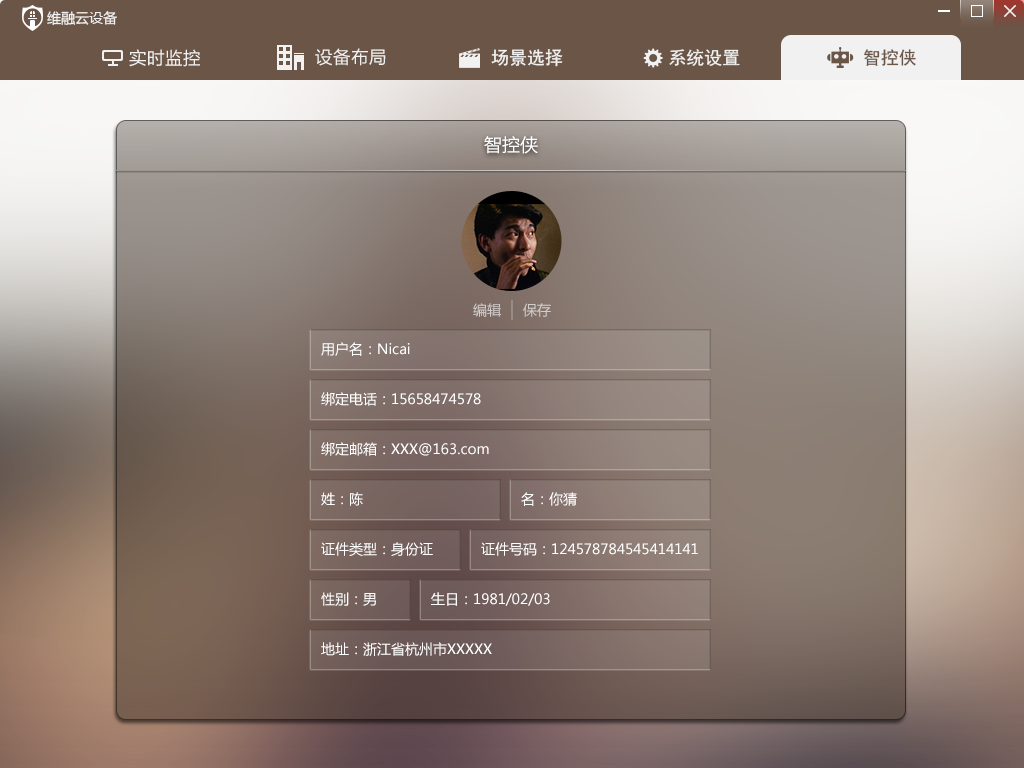 维融云设备
实时监控 设备布局 场景选择 系统设置 智控侠
智控侠
编辑 保存
用户名：Nicai
绑定电话：15658474578
绑定邮箱：XXX@163.com
姓：陈 名：你猜
证件类型：身份证 证件号码：124578784545414141
性别：男 生日：1981/02/03
地址：浙江省杭州市XXXXX